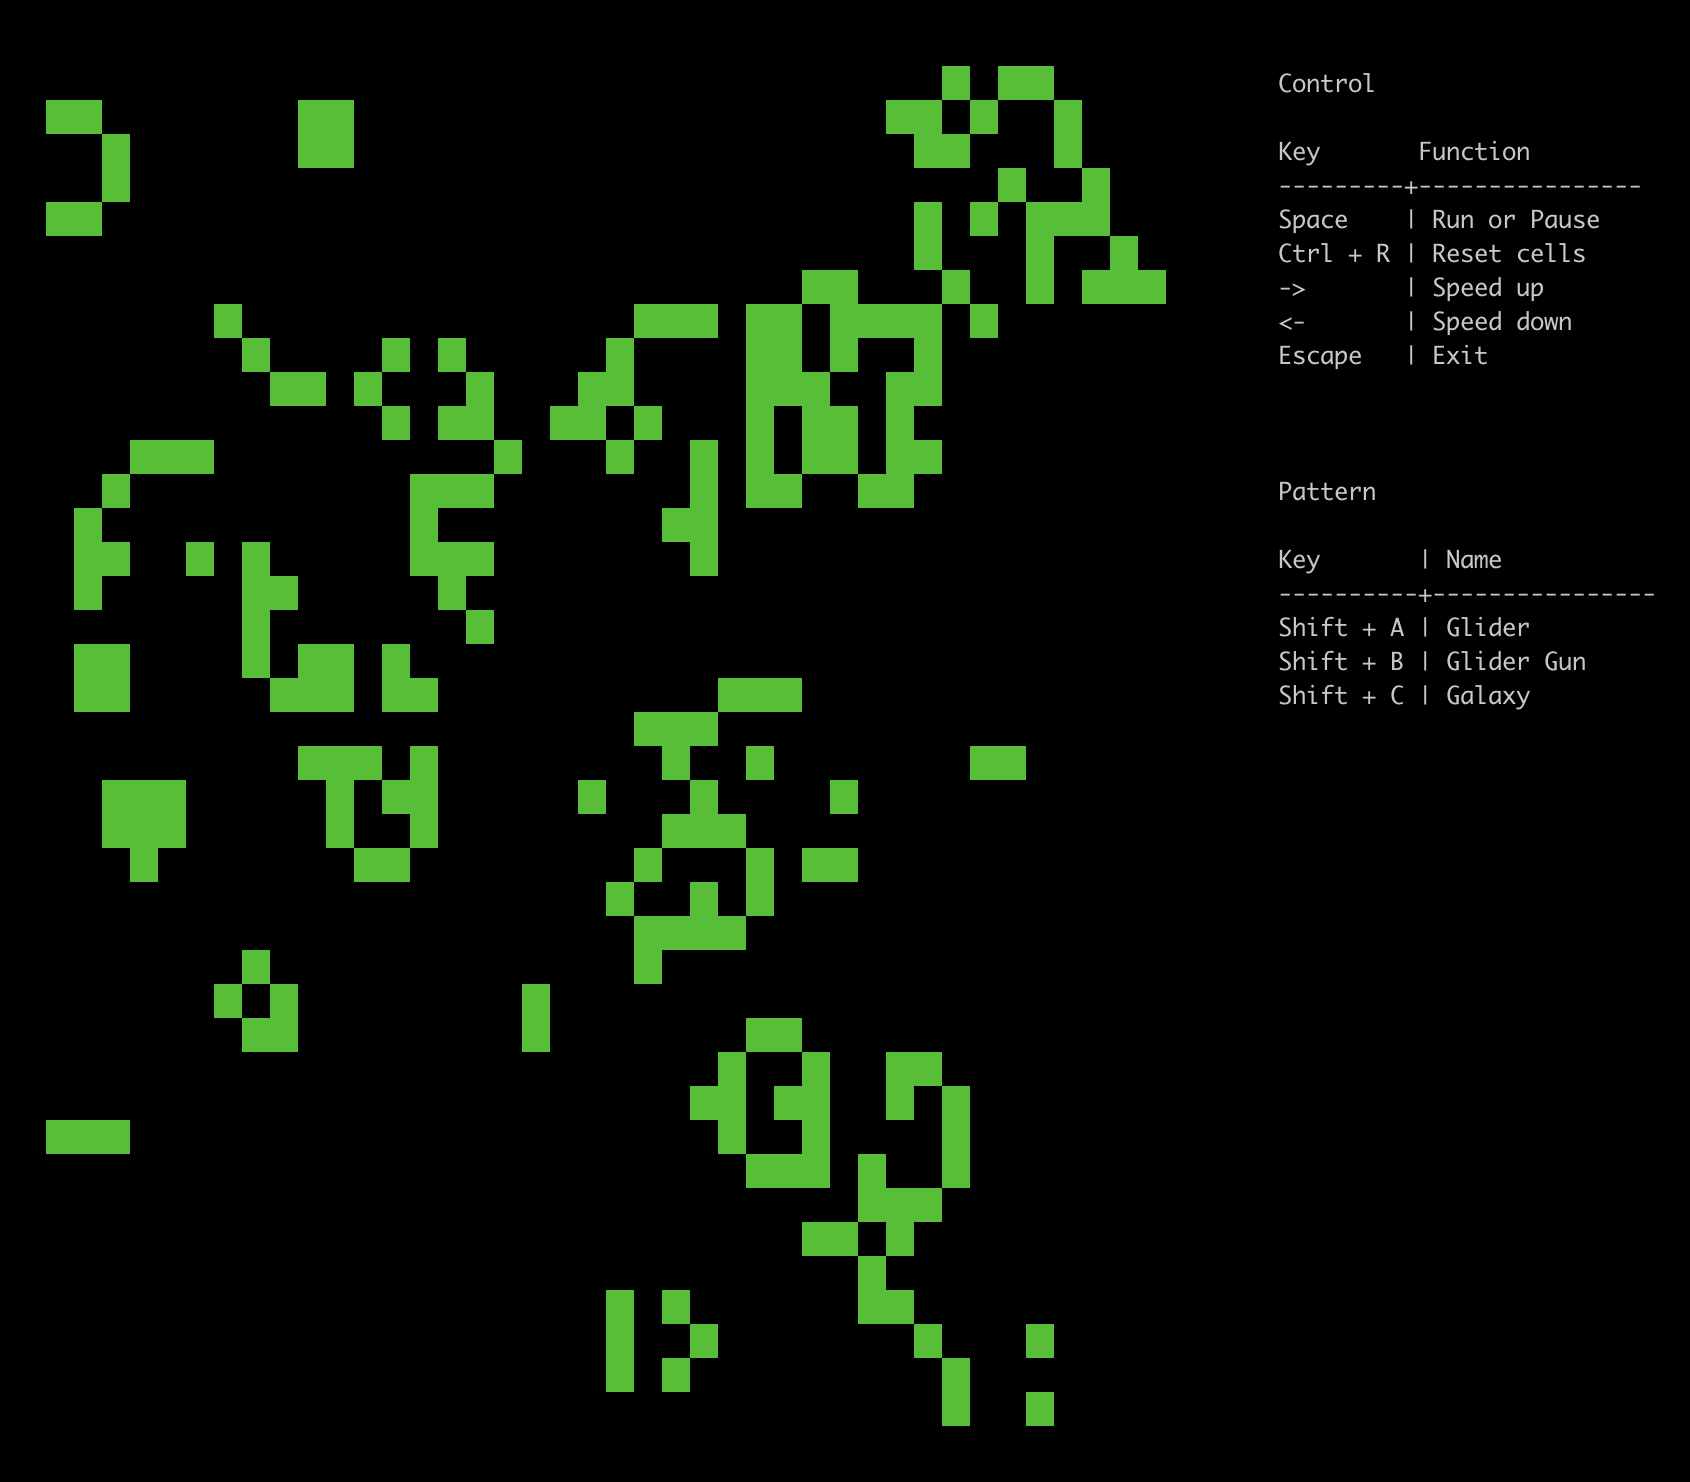 Control
Key       Function
---------+----------------
Space    | Run or Pause
Ctrl + R | Reset cells
->       | Speed up
<-       | Speed down
Escape   | Exit
Pattern
Key       | Name
----------+----------------
Shift + A | Glider
Shift + B | Glider Gun
Shift + C | Galaxy